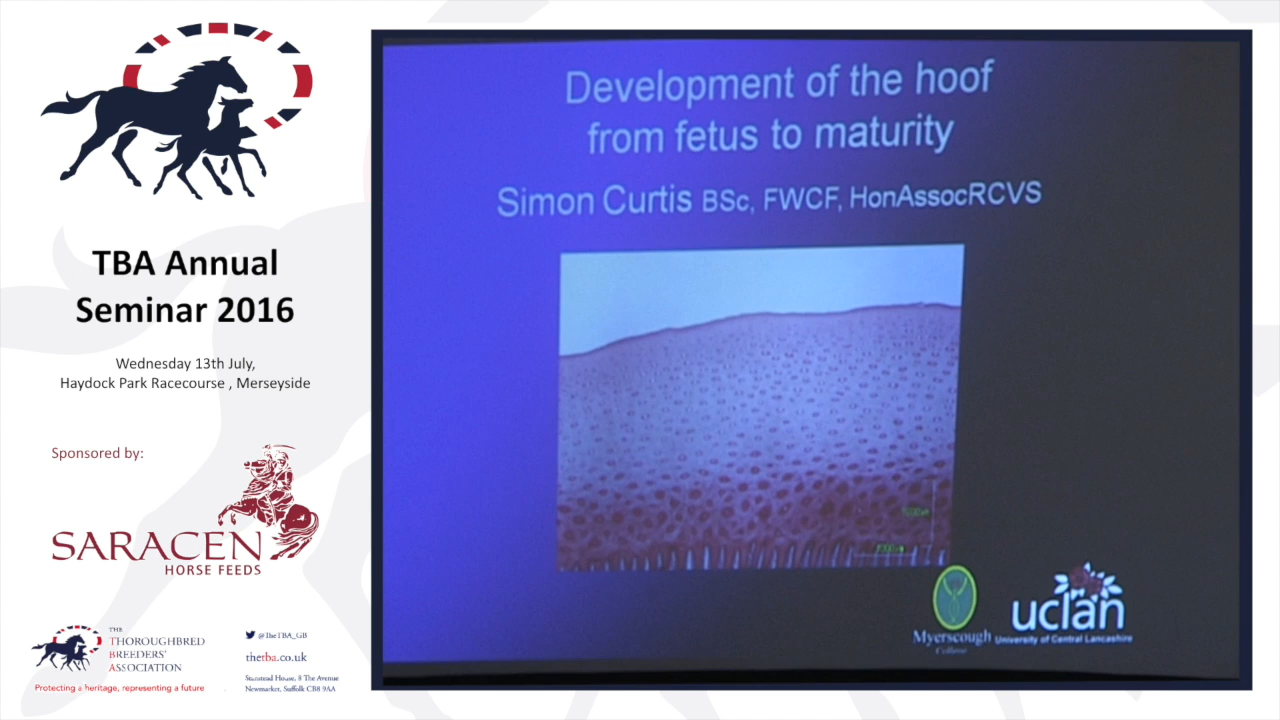 TBA Annual
Seminar 2016
Wednesday 13th July,
Haydock Park Racecourse , Merseyside
Sponsored by:
SARACEN
HORSE FEEDS
THE
THOROUGHBRED
BREEDERS'
ASSOCIATION
Protecting a heritage, representing a future
@TheTBA_GB
thetba.co.uk
Stanstead House, 8 The Avenue
Newmarket, Suffolk CB8 9AA
Development of the hoof
from fetus to maturity
Simon Curtis BSc, FWCF, HonAssocRCVS
Myerscough
College
uclan
University of Central Lancashire